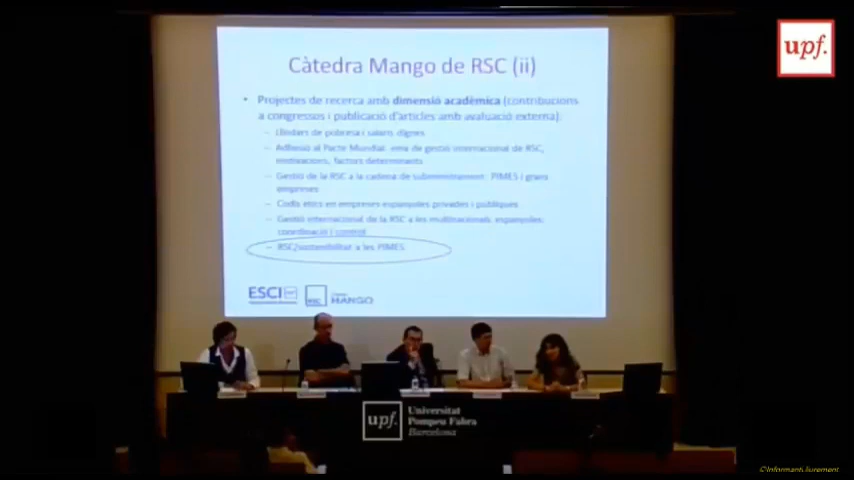 upf.
Càtedra Mango de RSC (ii)
• Projectes de recerca amb dimensió acadèmica (contribucions
a congressos i publicació d'articles amb avaluació externa):
– Llindars de pobresa i salaris dignes
– Adhesió al Pacte Mundial: eina de gestió internacional de RSC,
motivacions, factors determinants
– Gestió de la RSC a la cadena de subministrament: PIMES i grans
empreses
– Codis ètics en empreses espanyoles privades i públiques
– Gestió internacional de la RSC a les multinacionals espanyoles:
coordinació i control
– RSC/sostenibilitat a les PIMES
ESCI
RSC
MANGO
upf.
Universitat
Pompeu Fabra
Barcelona
©Informant lliurement